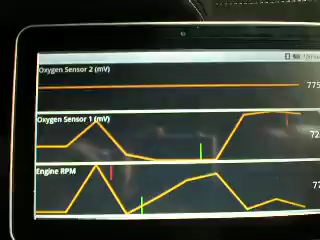 Oxygen Sensor 2 (mV)
775
Oxygen Sensor 1 (mV)
72
Engine RPM
77